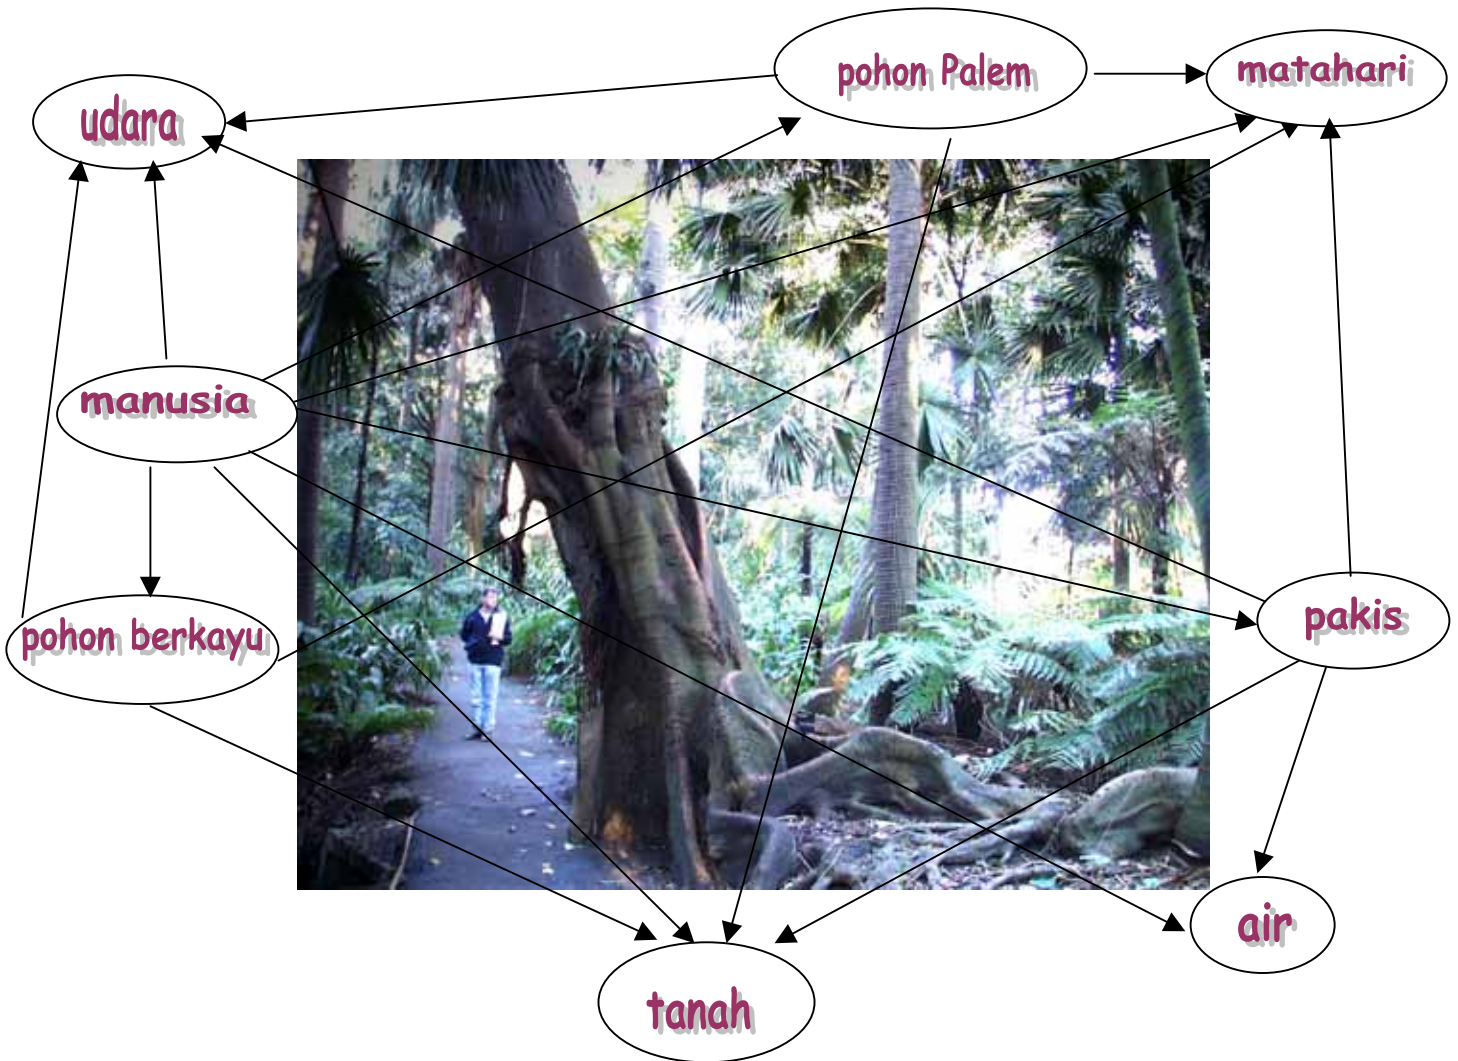 pohon Palem
matahari
udara
manusia
pohon berkayu
pakis
air
tanah